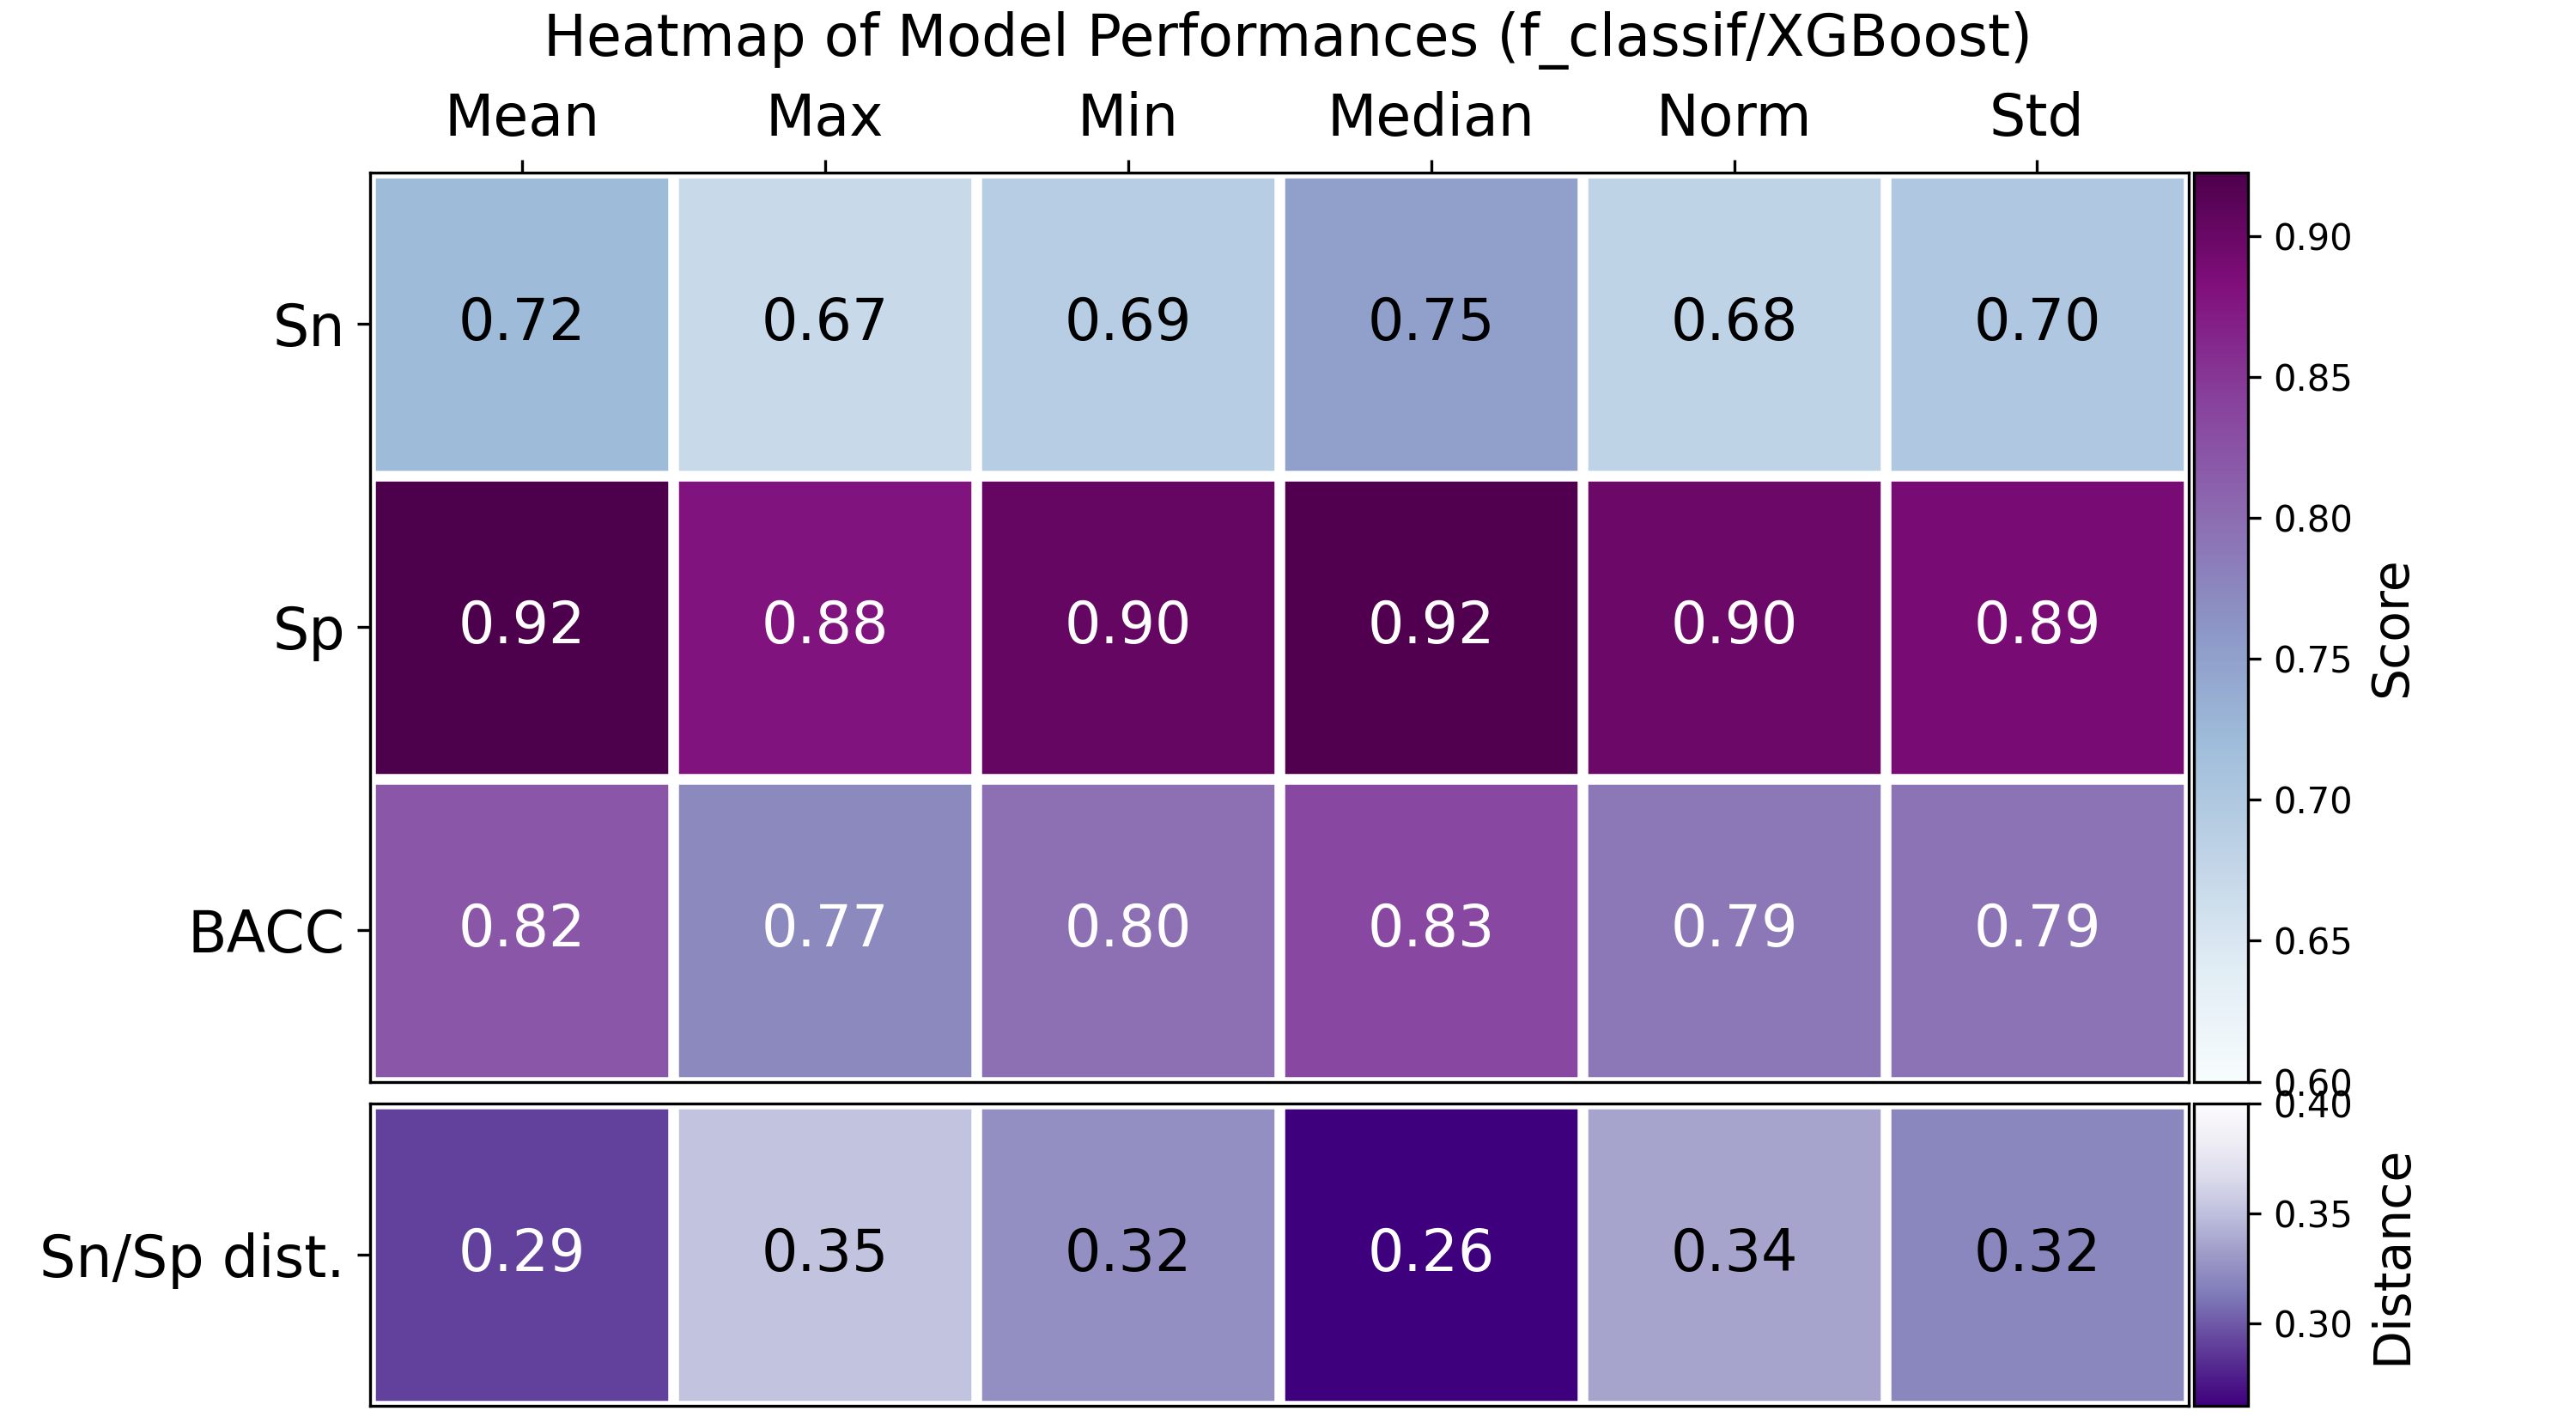 Heatmap of Model Performances (f_classif/XGBoost)
Mean Max Min Median Norm Std
Sn 0.72 0.67 0.69 0.75 0.68 0.70
Sp 0.92 0.88 0.90 0.92 0.90 0.89
BACC 0.82 0.77 0.80 0.83 0.79 0.79
Sn/Sp dist. 0.29 0.35 0.32 0.26 0.34 0.32
0.90
0.85
0.80
0.75
0.70
0.65
0.60
Score
0.40
0.35
0.30
Distance